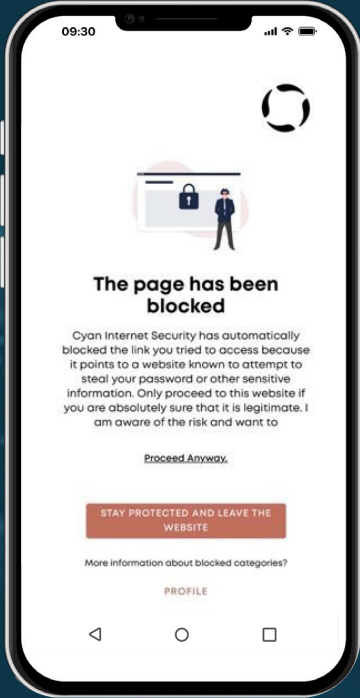 09:30
The page has been
blocked
Cyan Internet Security has automatically
blocked the link you tried to access because
it points to a website known to attempt to
steal your password or other sensitive
information. Only proceed to this website if
you are absolutely sure that it is legitimate. I
am aware of the risk and want to
Proceed Anyway.
STAY PROTECTED AND LEAVE THE
WEBSITE
More information about blocked categories?
PROFILE